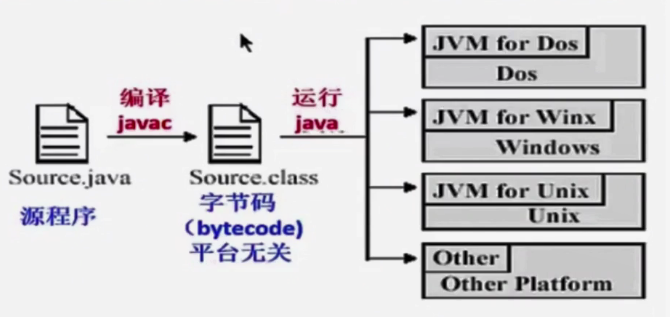 编译
javac
运行
java
Source.java
源程序
Source.class
字节码
（bytecode)
平台无关
JVM for Dos
Dos
JVM for Winx
Windows
JVM for Unix
Unix
Other
Other Platform